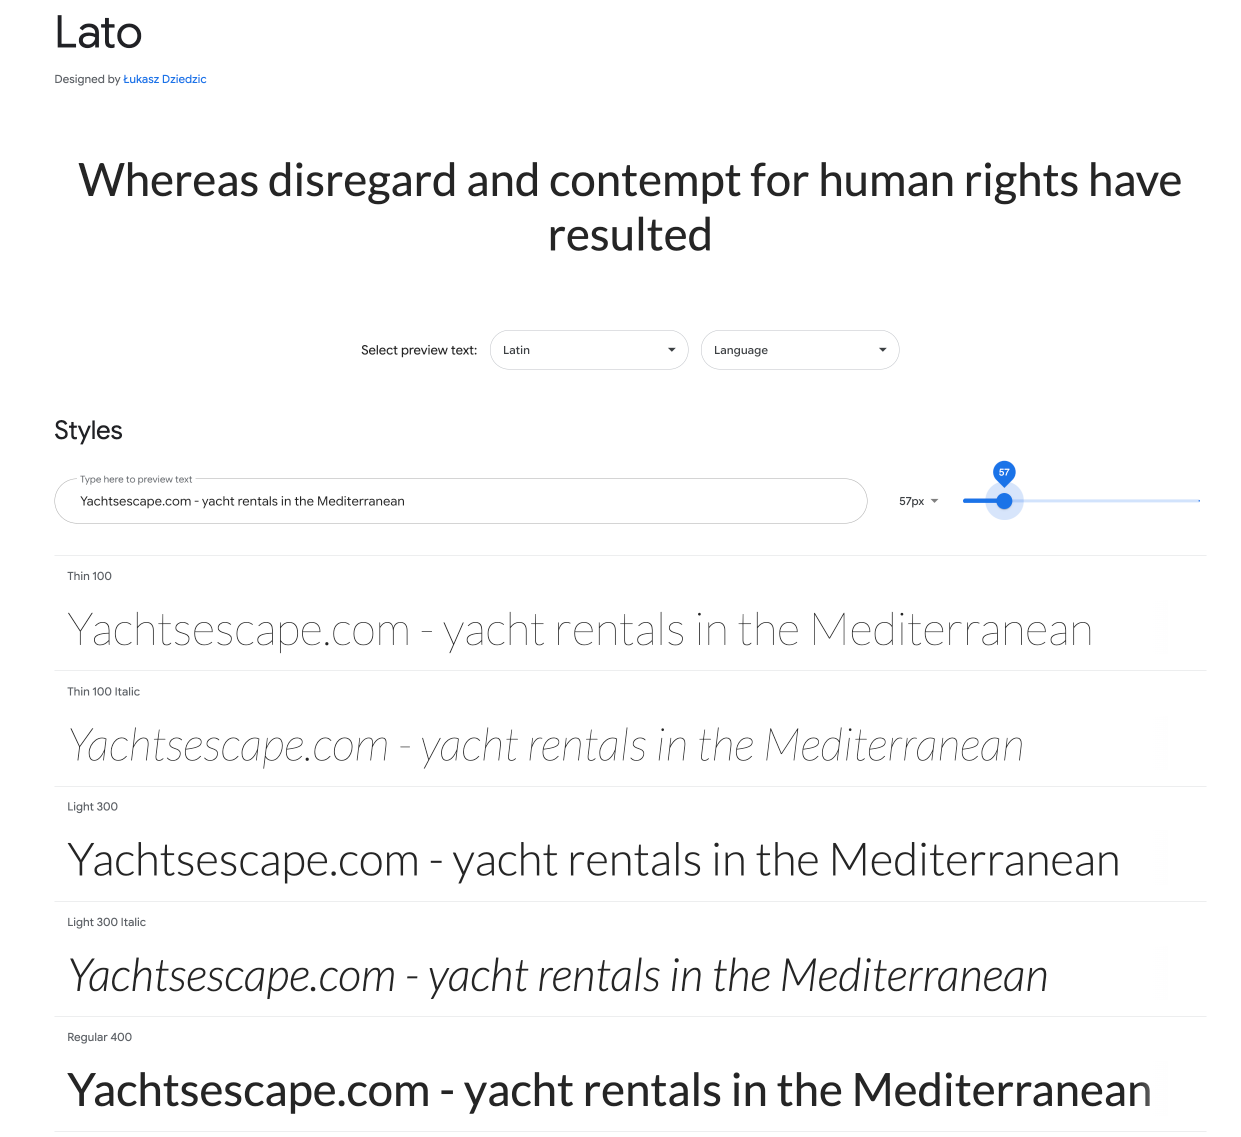 Lato
Designed by Łukasz Dziedzic
Whereas disregard and contempt for human rights have
resulted
Select preview text:
Latin
Language
Styles
Type here to preview text
Yachtsescape.com - yacht rentals in the Mediterranean
57px
57
Thin 100
Yachtsescape.com - yacht rentals in the Mediterranean
Thin 100 Italic
Yachtsescape.com - yacht rentals in the Mediterranean
Light 300
Yachtsescape.com - yacht rentals in the Mediterranean
Light 300 Italic
Yachtsescape.com - yacht rentals in the Mediterranean
Regular 400
Yachtsescape.com - yacht rentals in the Mediterranean